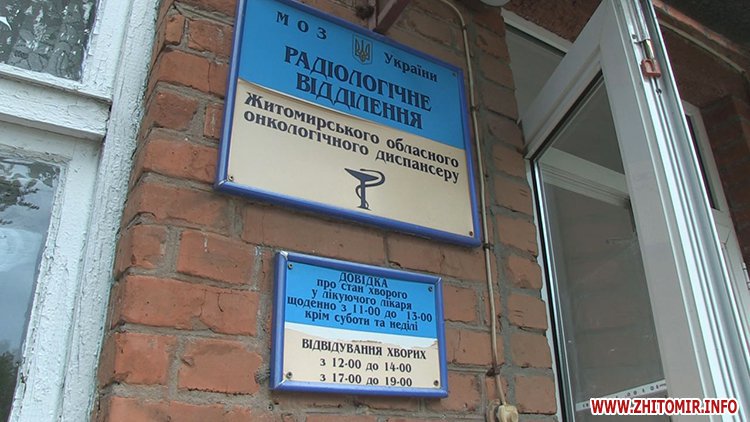 МОЗ України
РАДІОЛОГІЧНЕ
ВІДДІЛЕННЯ
Житомирського обласного
онкологічного диспансеру
ДОВІДКА
про стан хворого
у лікуючого лікаря
щоденно з 11-00 до 13-00
крім суботи та неділі
ВІДВІДУВАННЯ ХВОРИХ
з 12-00 до 14-00
з 17-00 до 19-00
WWW.ZHITOMIR.INFO